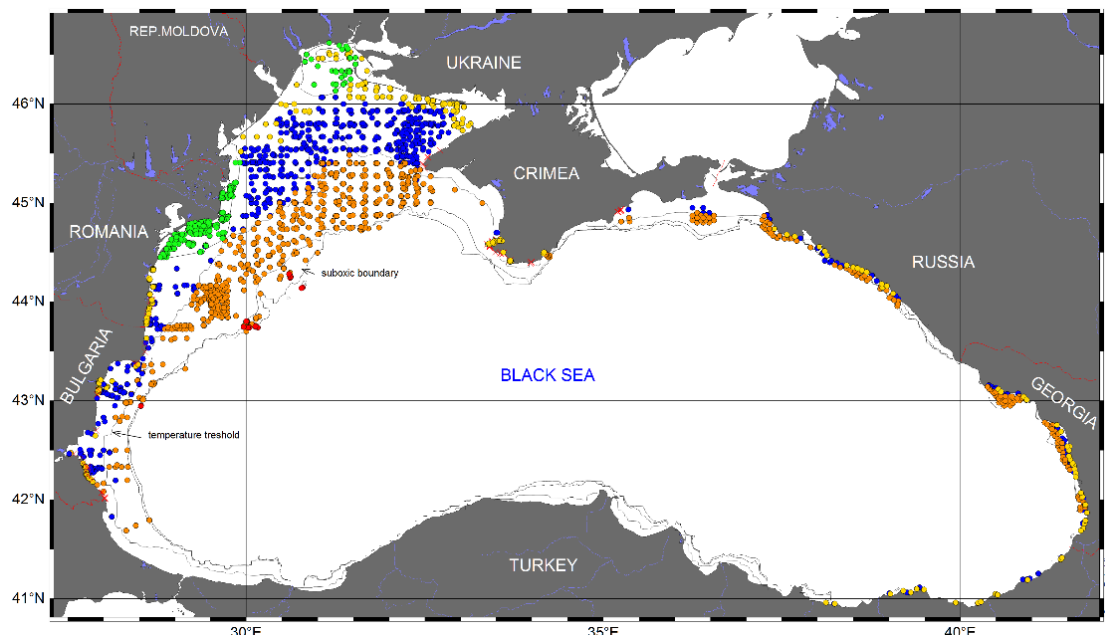 REP.MOLDOVA
UKRAINE
46°N
CRIMEA
45°N
ROMANIA
suboxic boundary
RUSSIA
44°N
BULGARIA
BLACK SEA
GEORGIA
43°N
temperature treshold
42°N
TURKEY
41°N
30°E
35°E
40°E